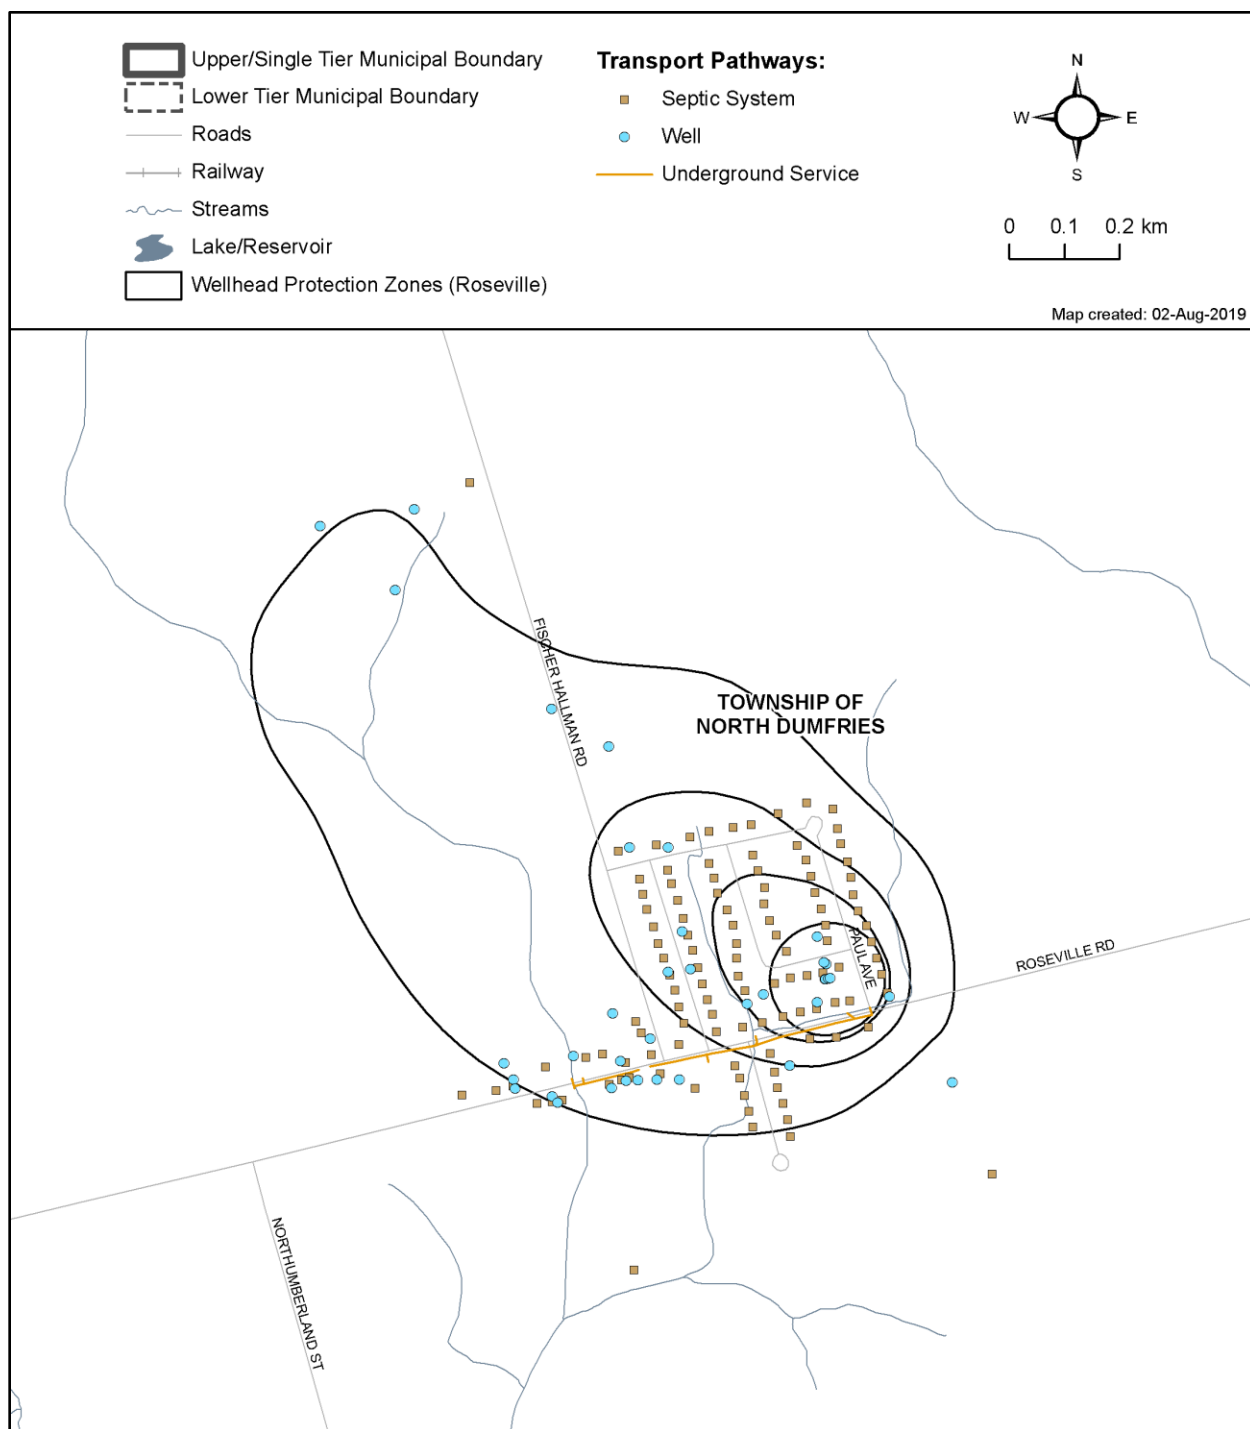 Upper/Single Tier Municipal Boundary
Lower Tier Municipal Boundary
Roads
Railway
Streams
Lake/Reservoir
Wellhead Protection Zones (Roseville)
Transport Pathways:
Septic System
Well
Underground Service
N
W
E
S
0 0.1 0.2 km
Map created: 02-Aug-2019
FISCHER HALLMAN RD
TOWNSHIP OF
NORTH DUMFRIES
PAUL AVE
ROSEVILLE RD
NORTHUMBERLAND ST